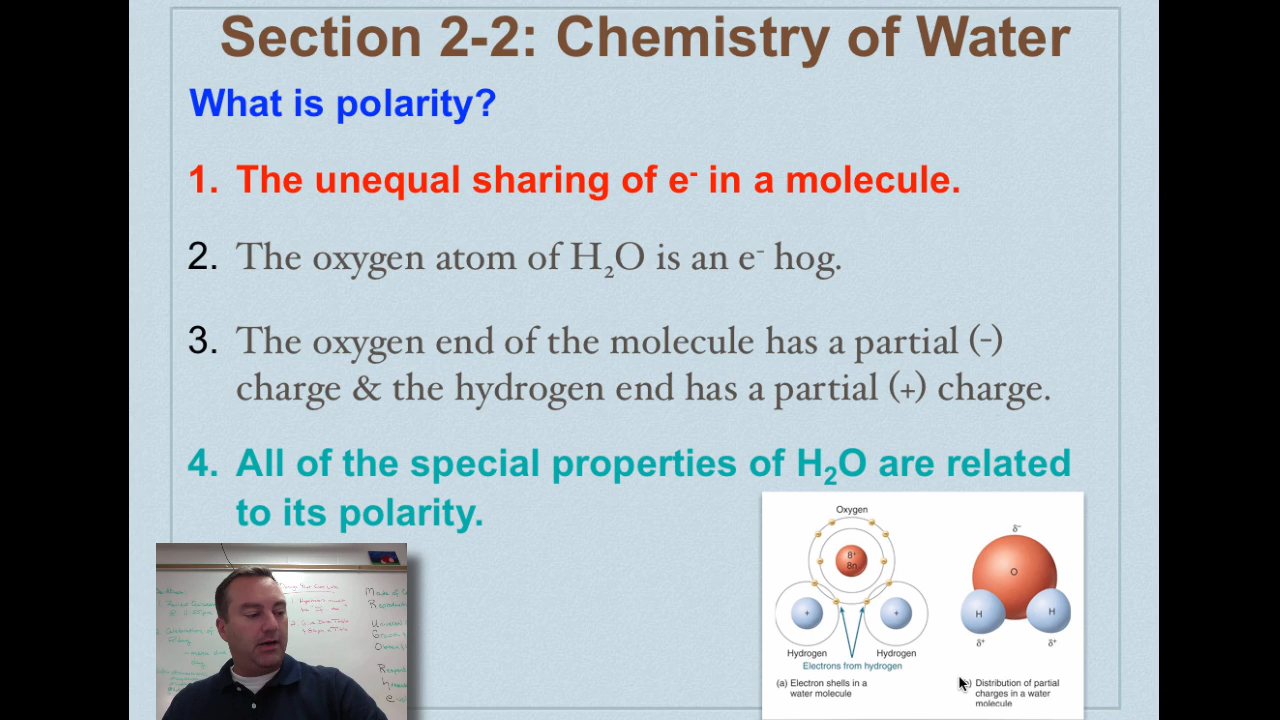 Section 2-2: Chemistry of Water
What is polarity?
1. The unequal sharing of e⁻ in a molecule.
2. The oxygen atom of H₂O is an e⁻ hog.
3. The oxygen end of the molecule has a partial (-)
charge & the hydrogen end has a partial (+) charge.
4. All of the special properties of H₂O are related
to its polarity.
Oxygen
8⁺
8n
+
+
Hydrogen
Hydrogen
Electrons from hydrogen
(a) Electron shells in a
water molecule
δ⁻
O
H
H
δ⁺
δ⁺
Distribution of partial
charges in a water
molecule